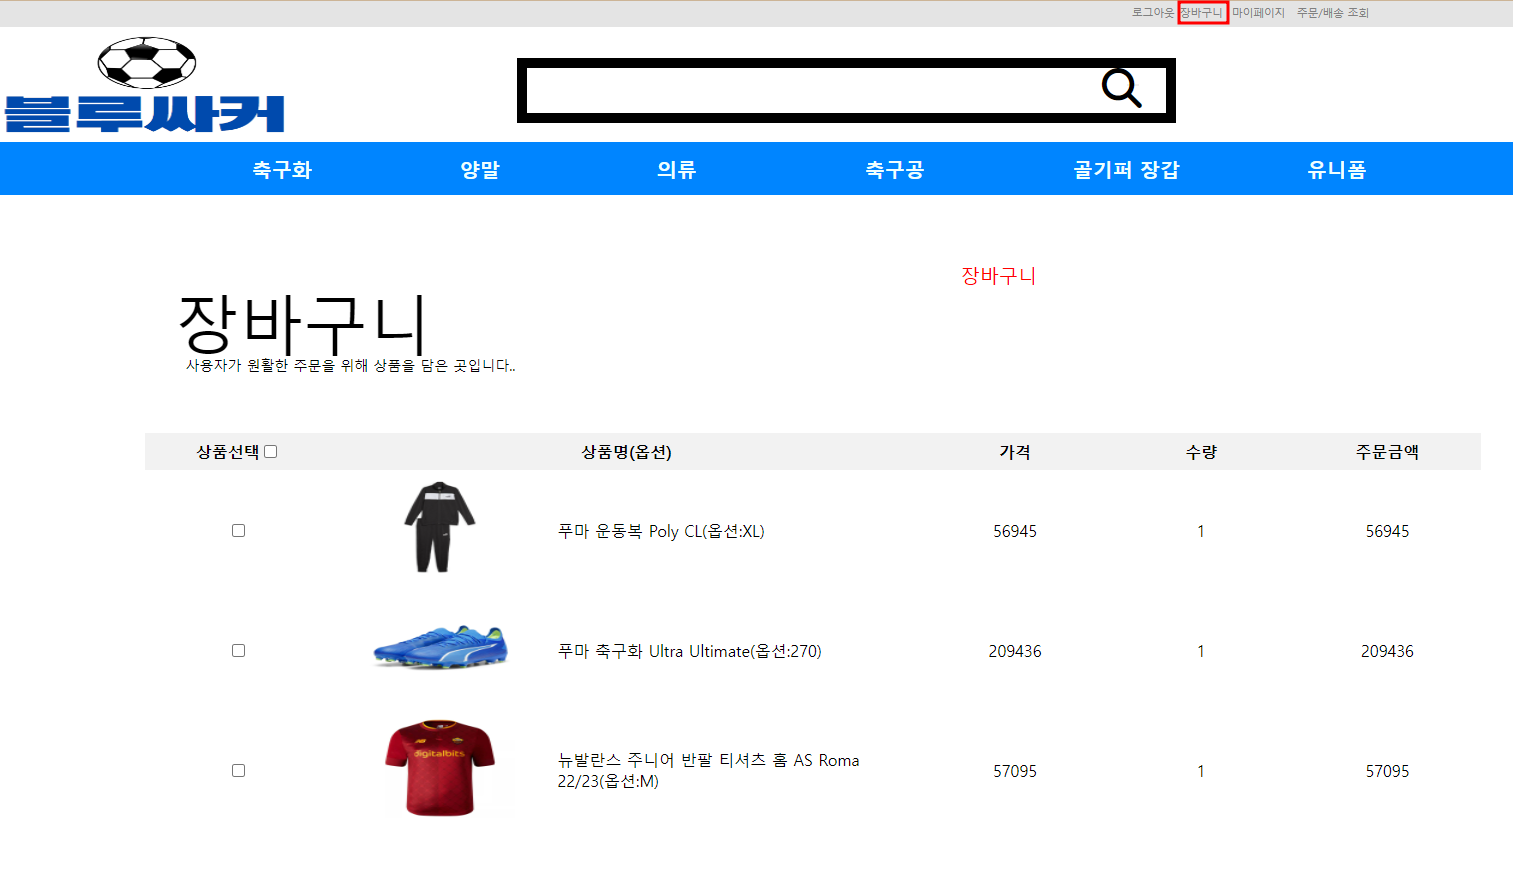 로그아웃 장바구니 마이페이지 주문/배송 조회
블루싸커
축구화 양말 의류 축구공 골기퍼 장갑 유니폼
장바구니
장바구니
사용자가 원활한 주문을 위해 상품을 담은 곳입니다..
상품선택 상품명(옵션) 가격 수량 주문금액
푸마 운동복 Poly CL(옵션:XL) 56945 1 56945
푸마 축구화 Ultra Ultimate(옵션:270) 209436 1 209436
digitalbits
뉴발란스 주니어 반팔 티셔츠 홈 AS Roma
22/23(옵션:M) 57095 1 57095